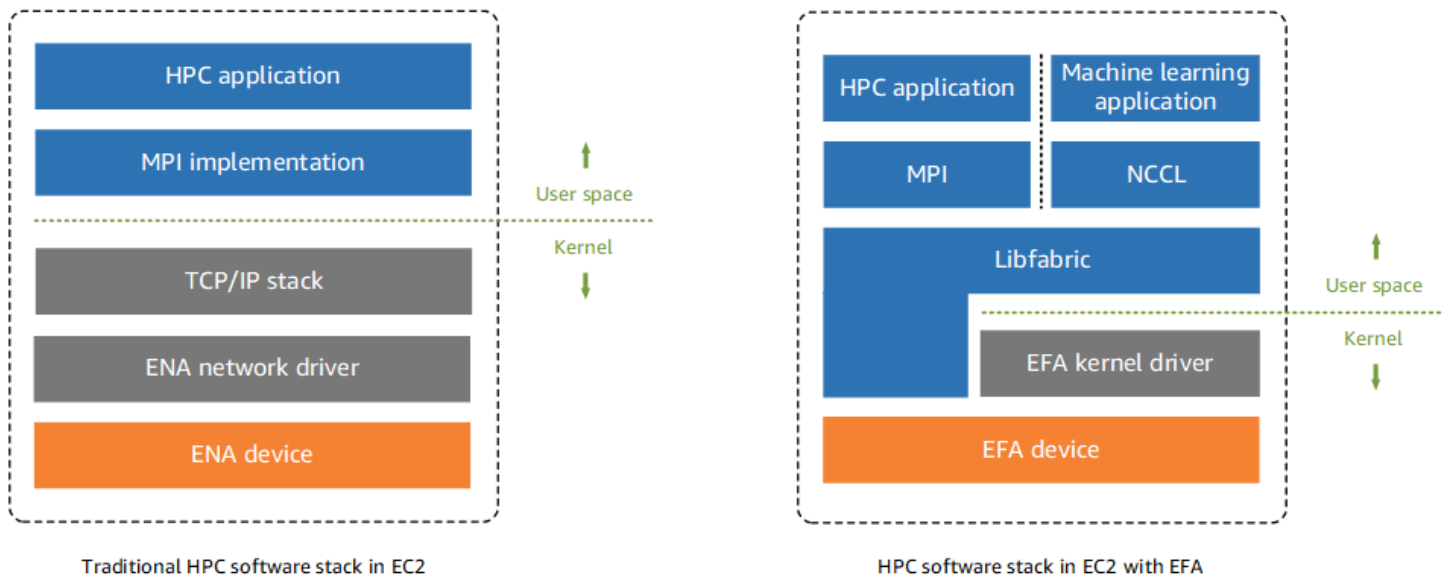 HPC application
MPI implementation
User space
Kernel
TCP/IP stack
ENA network driver
ENA device
Traditional HPC software stack in EC2
HPC application
Machine learning
application
MPI
NCCL
Libfabric
User space
Kernel
EFA kernel driver
EFA device
HPC software stack in EC2 with EFA